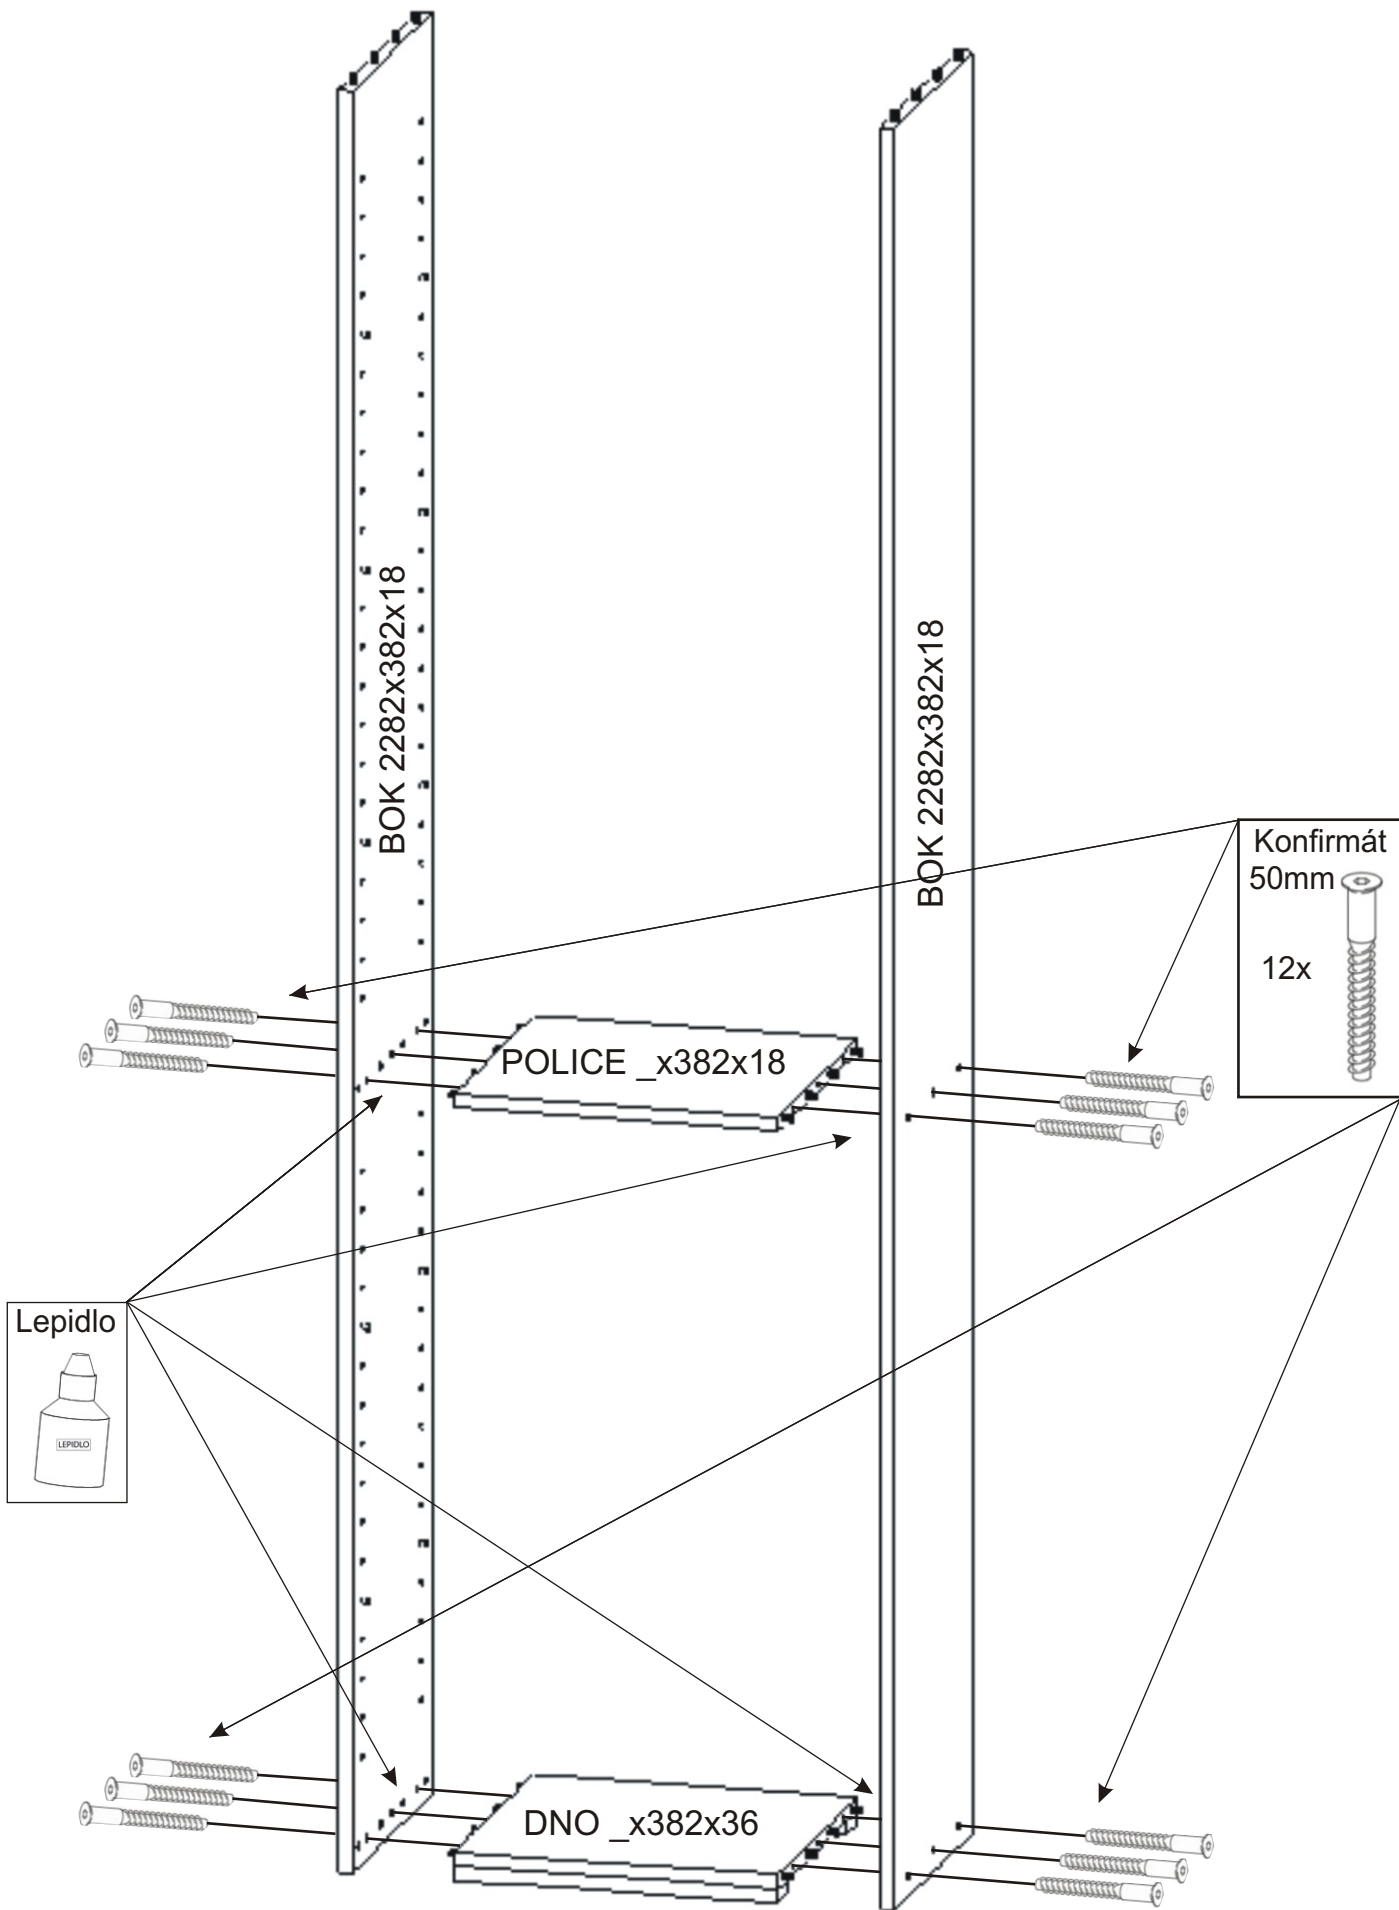 BOK 2282x382x18
BOK 2282x382x18
Konfirmát
50mm
12x
POLICE _x382x18
Lepidlo
LEPIDLO
DNO _x382x36